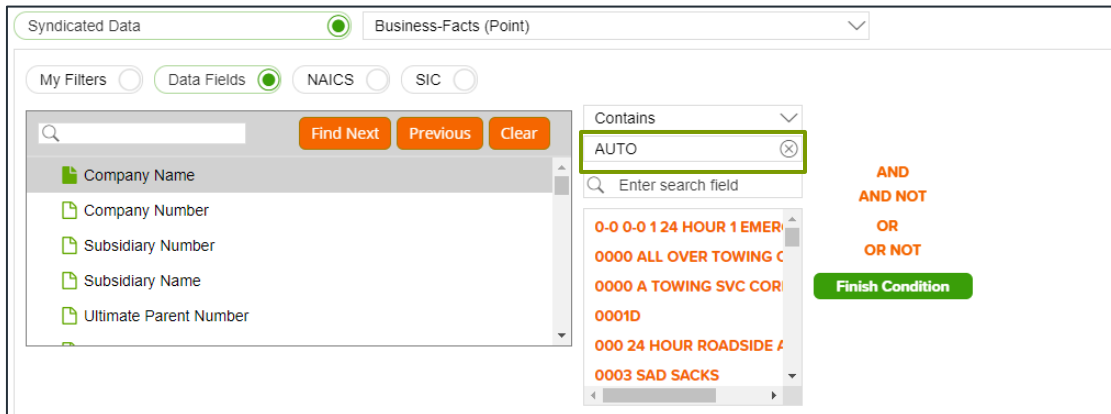 Syndicated Data
Business-Facts (Point)
My Filters
Data Fields
NAICS
SIC
Find Next
Previous
Clear
Company Name
Company Number
Subsidiary Number
Subsidiary Name
Ultimate Parent Number
Contains
AUTO
Enter search field
0-0 0-0 1 24 HOUR 1 EMER
0000 ALL OVER TOWING
0000 A TOWING SVC COR
0001D
000 24 HOUR ROADSIDE
0003 SAD SACKS
AND
AND NOT
OR
OR NOT
Finish Condition